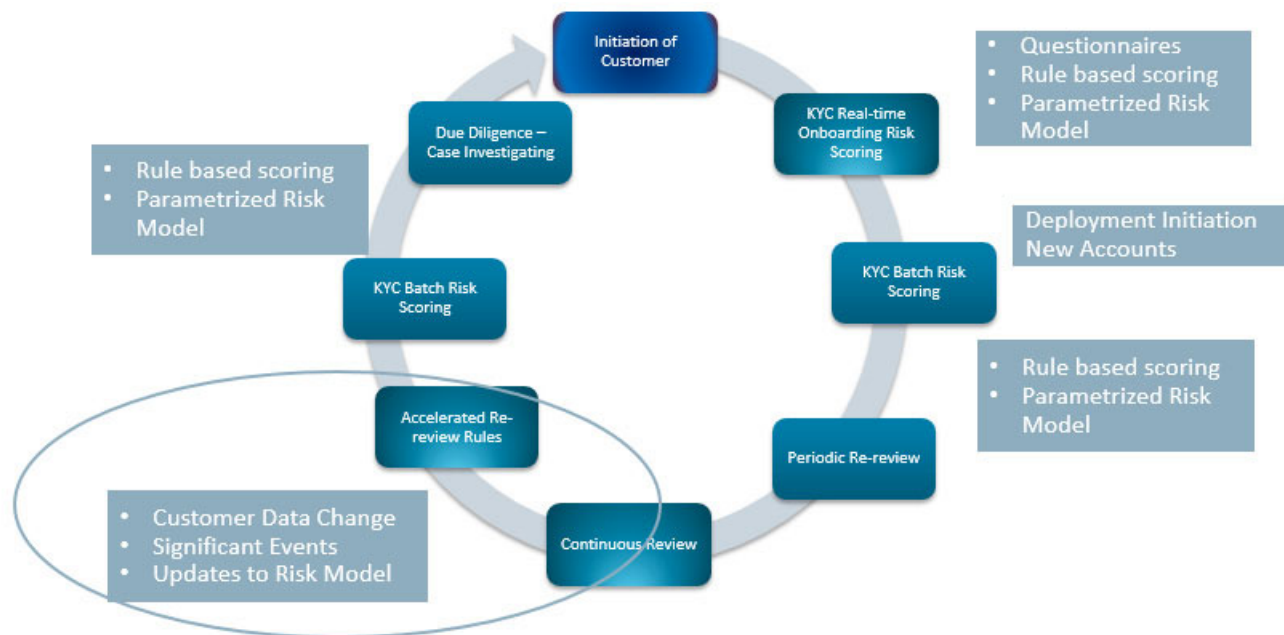 Initiation of
Customer
• Questionnaires
• Rule based scoring
• Parametrized Risk
Model
KYC Real-time
Onboarding Risk
Scoring
Due Diligence –
Case Investigating
• Rule based scoring
• Parametrized Risk
Model
Deployment Initiation
New Accounts
KYC Batch Risk
Scoring
KYC Batch Risk
Scoring
• Rule based scoring
• Parametrized Risk
Model
Accelerated Re-
review Rules
Periodic Re-review
• Customer Data Change
• Significant Events
• Updates to Risk Model
Continuous Review